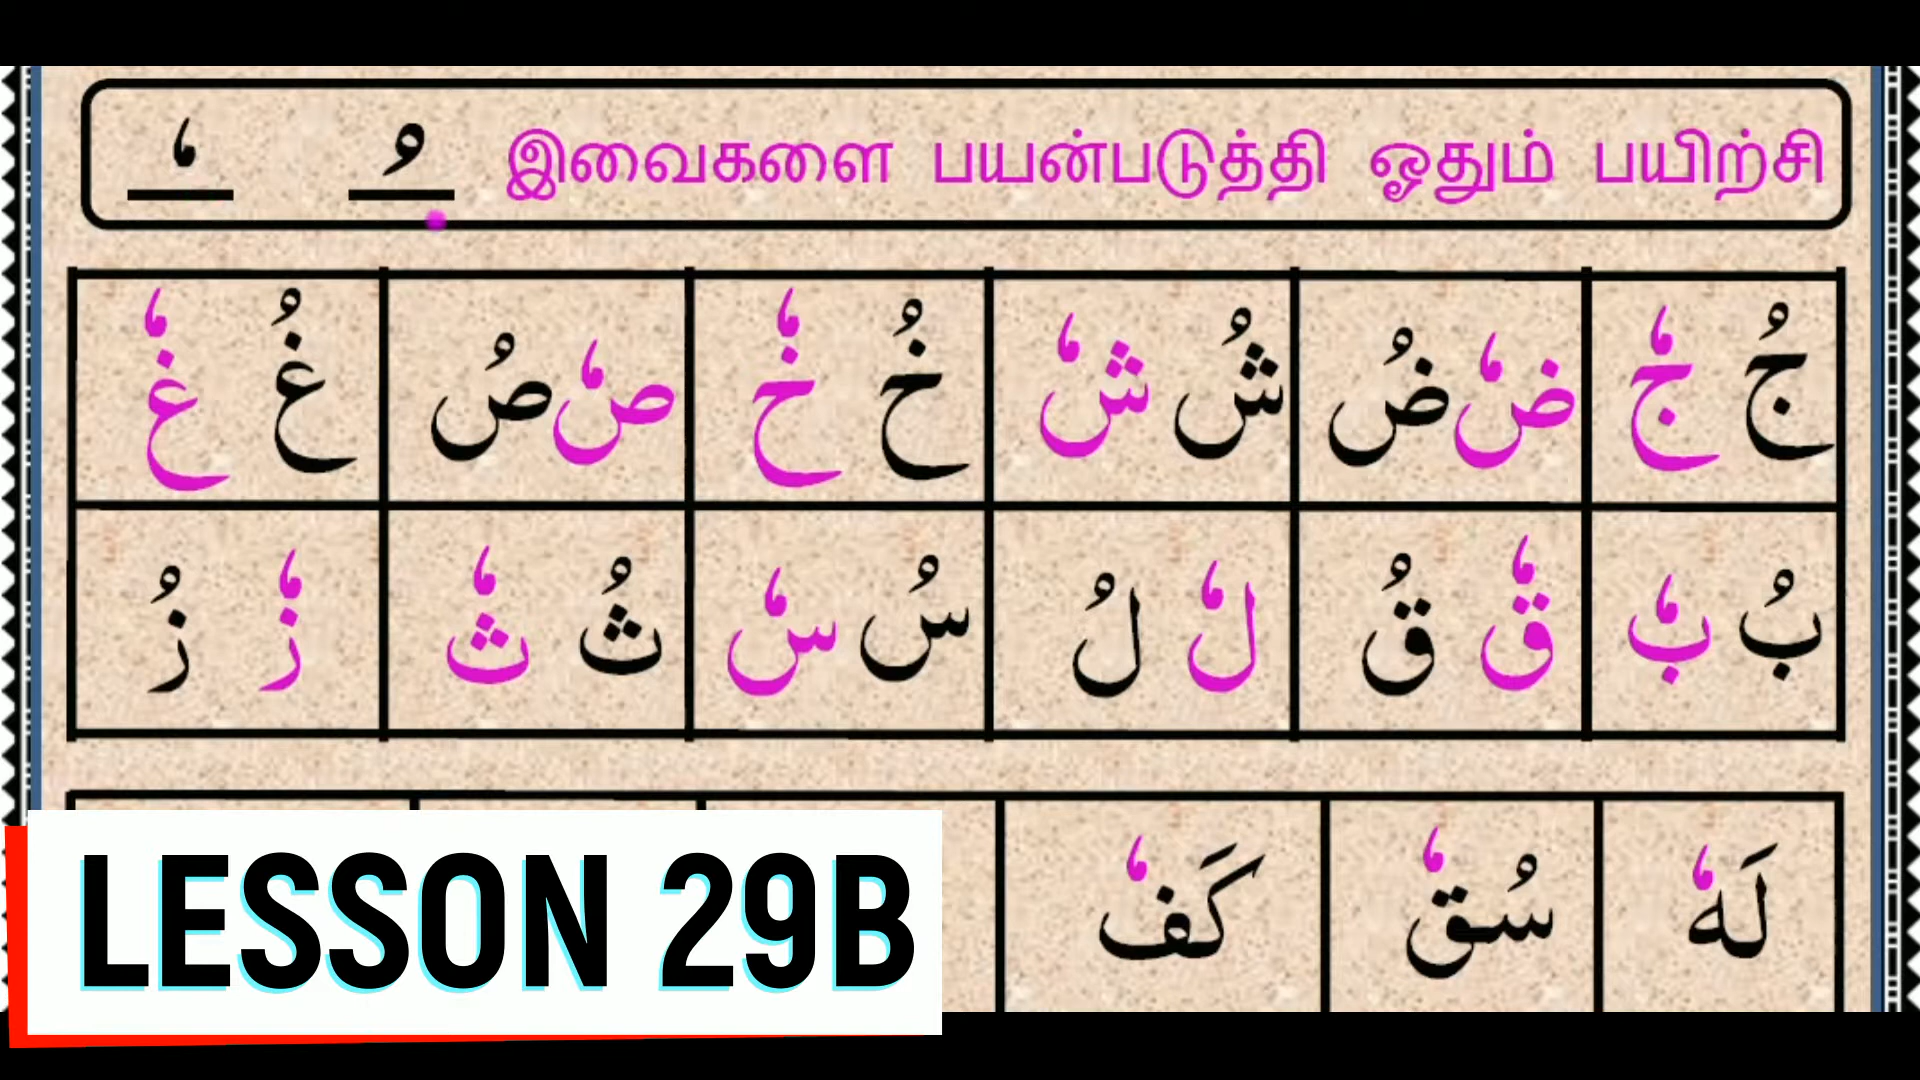 ـُ ـٗ இவைகளை பயன்படுத்தி ஓதும் பயிற்சி
جُ جٗ ضٗ ضُ شُ شٗ خُ خٗ صٗ صُ غُ غٗ
بُ بٗ قٗ قُ لٗ لُ سُ سٗ ثُ ثٗ زٗ زُ
لَهٗ سُقٗ كَفٗ
LESSON 29B